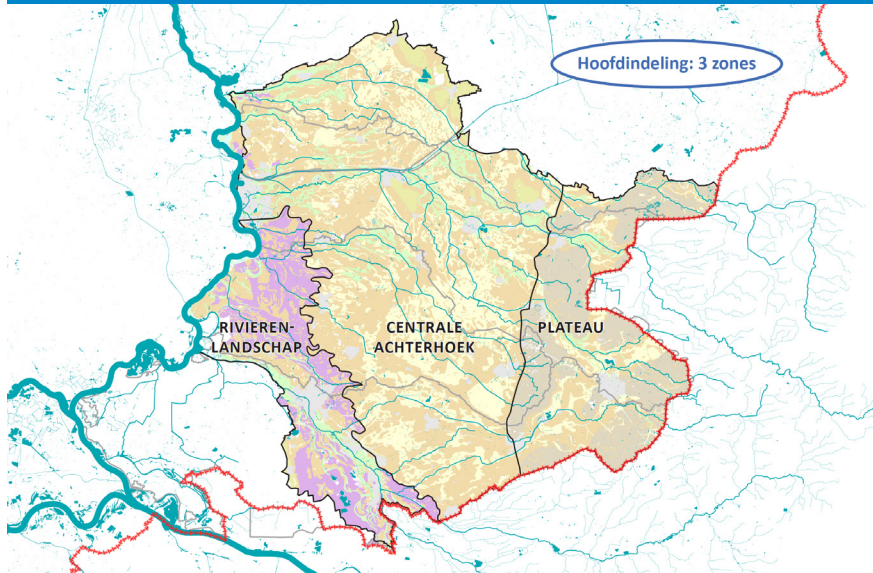 Hoofdindeling: 3 zones
RIVIEREN-
LANDSCHAP
CENTRALE
ACHTERHOEK
PLATEAU